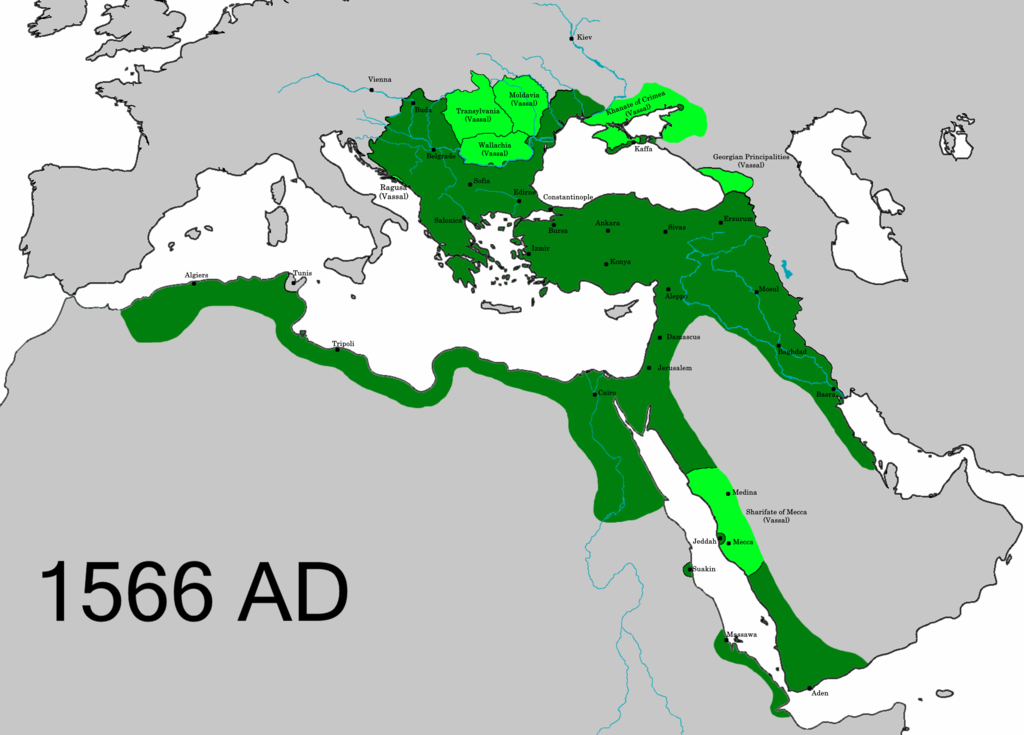 Kiev
Vienna
Buda
Transylvania
(Vassal)
Moldavia
(Vassal)
Khanate of Crimea
(Vassal)
Wallachia
(Vassal)
Kaffa
Belgrade
Georgian Principalities
(Vassal)
Ragusa
(Vassal)
Sofia
Edirne
Constantinople
Salonica
Bursa
Ankara
Sivas
Erzurum
Izmir
Konya
Algiers
Tunis
Aleppo
Mosul
Tripoli
Damascus
Baghdad
Jerusalem
Cairo
Basra
Medina
Sharifate of Mecca
(Vassal)
Jeddah
Mecca
Suakin
1566 AD
Massawa
Aden